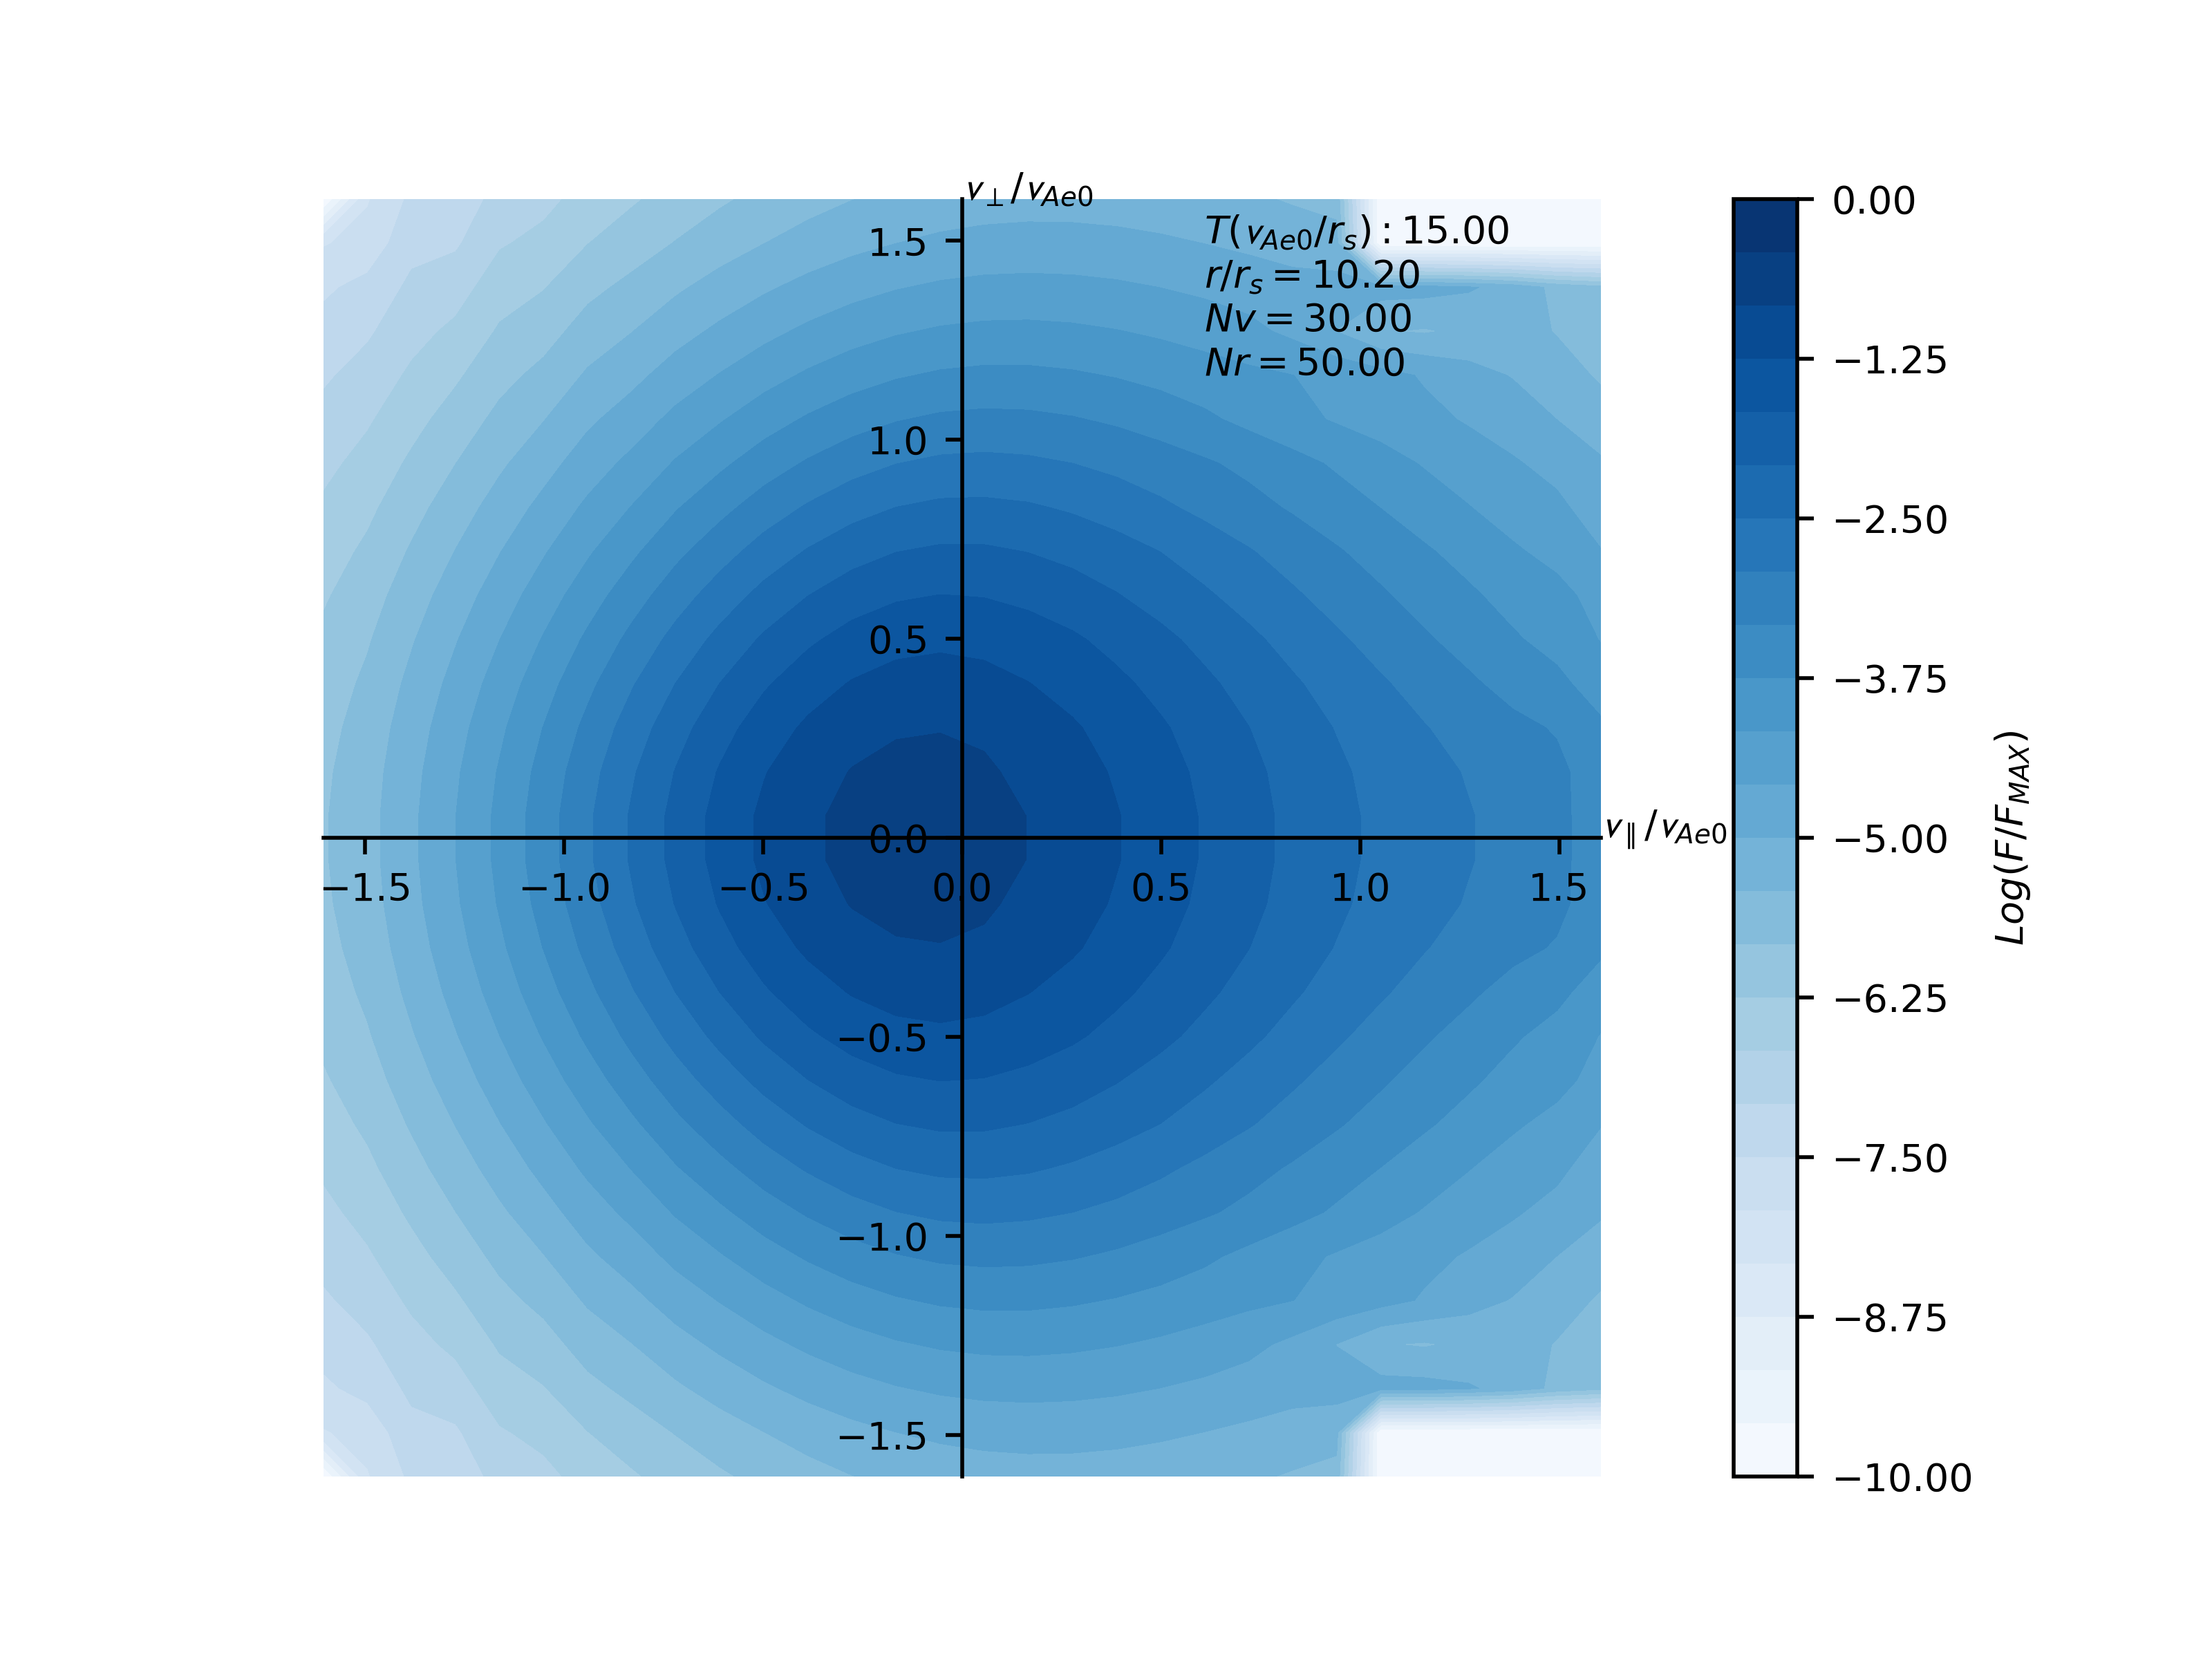 v⊥/vAe0
T(vAe0/rs) : 15.00
r/rs = 10.20
Nv = 30.00
Nr = 50.00
1.5
1.0
0.5
0.0
−0.5
−1.0
−1.5
−1.5 −1.0 −0.5 0.0 0.5 1.0 1.5
v∥/vAe0
0.00
−1.25
−2.50
−3.75
−5.00
−6.25
−7.50
−8.75
−10.00
Log(F/FMAX)